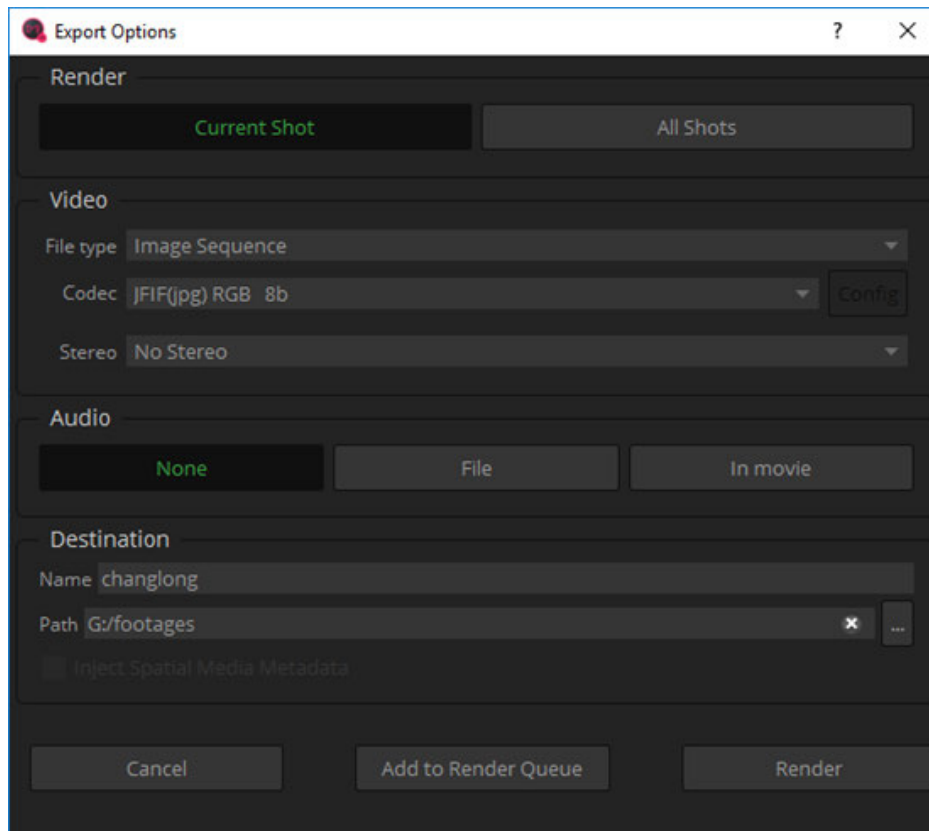 Export Options ?
Render
Current Shot All Shots
Video
File type Image Sequence
Codec JFIF(jpg) RGB 8b Config
Stereo No Stereo
Audio
None File In movie
Destination
Name changlong
Path G:/footages ...
Inject Spatial Media Metadata
Cancel Add to Render Queue Render